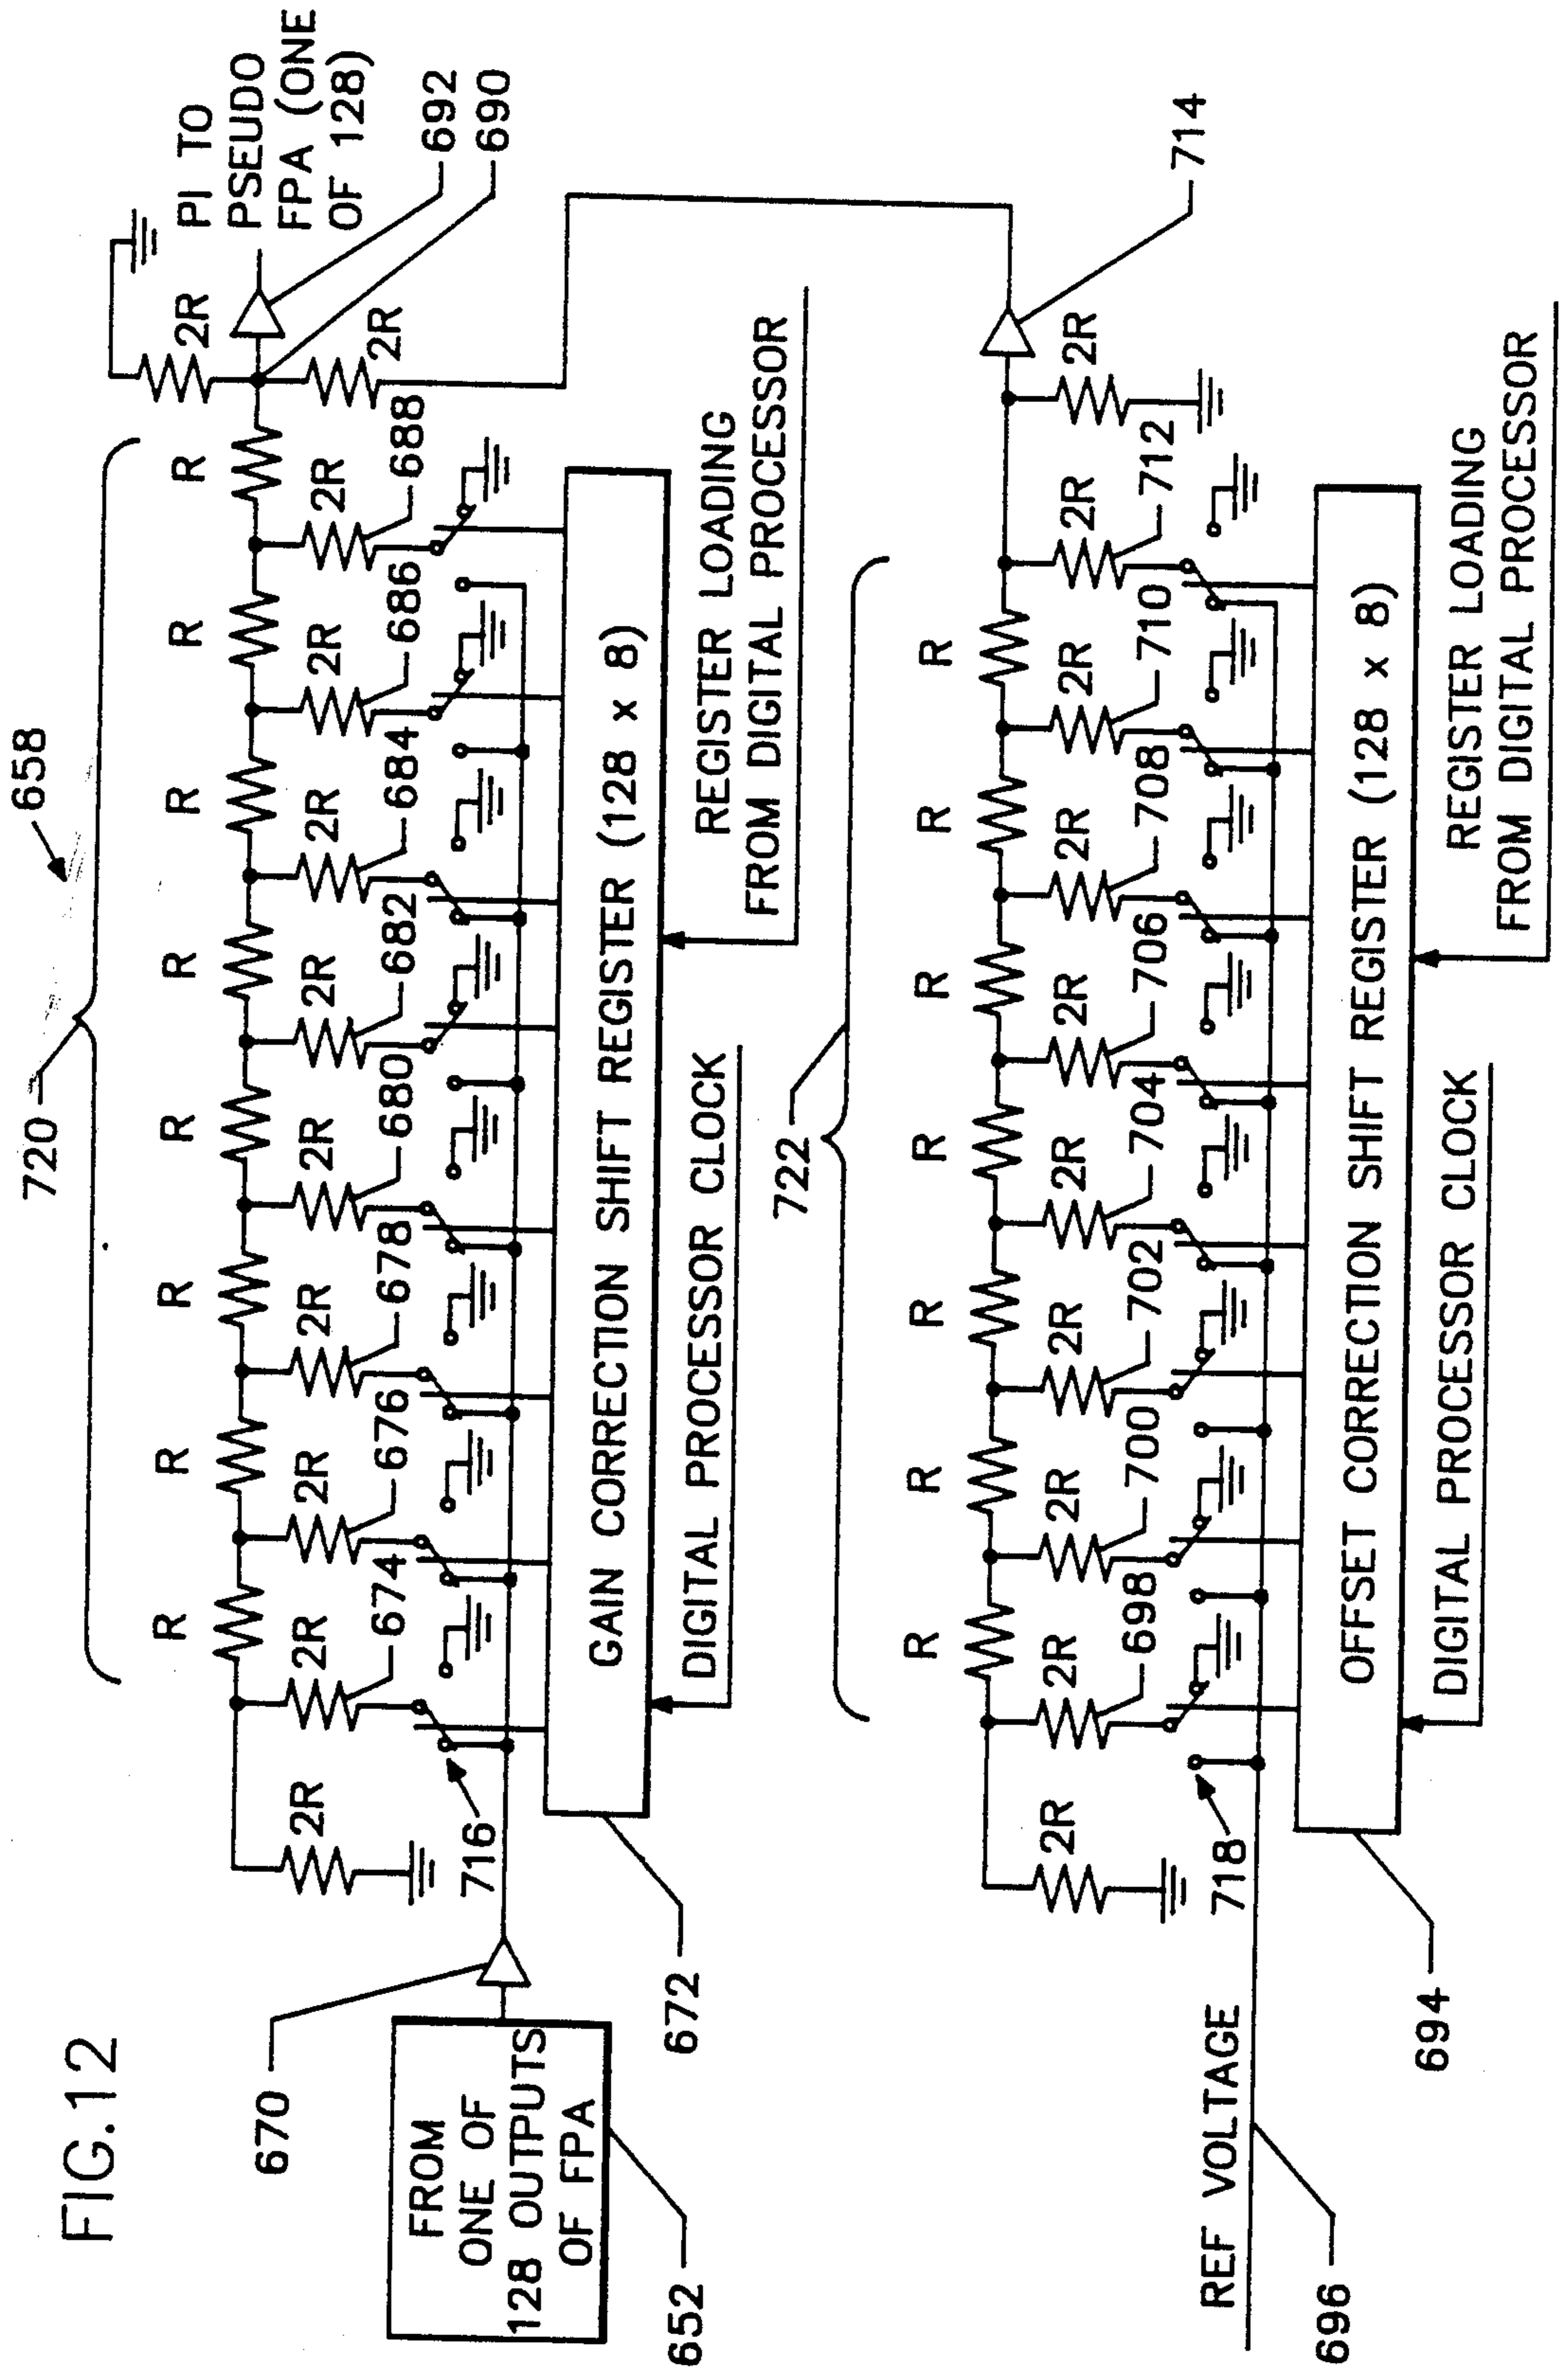 FIG.12
720
658
R
R
R
R
R
R
R
R
2R
PI TO
PSEUDO
FPA (ONE
OF 128)
692
690
2R
2R
2R
2R
2R
2R
2R
2R
2R
2R
674
676
678
680
682
684
686
688
716
670
FROM
ONE OF
128 OUTPUTS
OF FPA
652
672
GAIN CORRECTION SHIFT REGISTER (128 x 8)
DIGITAL PROCESSOR CLOCK
REGISTER LOADING
FROM DIGITAL PROCESSOR
722
714
R
R
R
R
R
R
R
2R
2R
2R
2R
2R
2R
2R
2R
2R
2R
698
700
702
704
706
708
710
712
718
REF VOLTAGE
696
694
OFFSET CORRECTION SHIFT REGISTER (128 x 8)
DIGITAL PROCESSOR CLOCK
REGISTER LOADING
FROM DIGITAL PROCESSOR